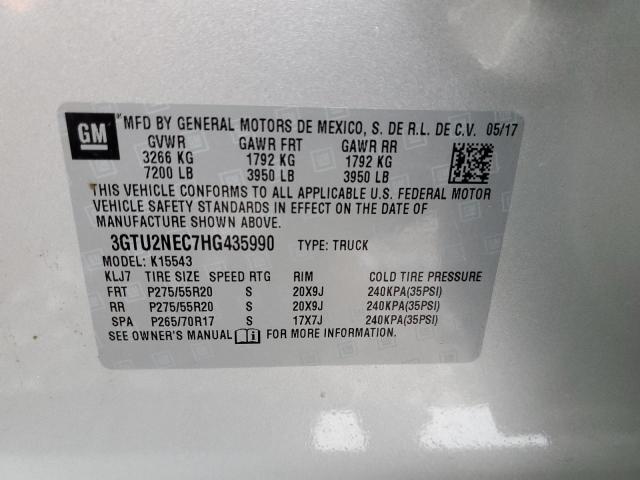 GM
MFD BY GENERAL MOTORS DE MEXICO, S. DE R.L. DE C.V. 05/17
GVWR GAWR FRT GAWR RR
3266 KG 1792 KG 1792 KG
7200 LB 3950 LB 3950 LB
THIS VEHICLE CONFORMS TO ALL APPLICABLE U.S. FEDERAL MOTOR
VEHICLE SAFETY STANDARDS IN EFFECT ON THE DATE OF
MANUFACTURE SHOWN ABOVE.
3GTU2NEC7HG435990 TYPE: TRUCK
MODEL: K15543
KLJ7 TIRE SIZE SPEED RTG RIM COLD TIRE PRESSURE
FRT P275/55R20 S 20X9J 240KPA(35PSI)
RR P275/55R20 S 20X9J 240KPA(35PSI)
SPA P265/70R17 S 17X7J 240KPA(35PSI)
SEE OWNER'S MANUAL FOR MORE INFORMATION.